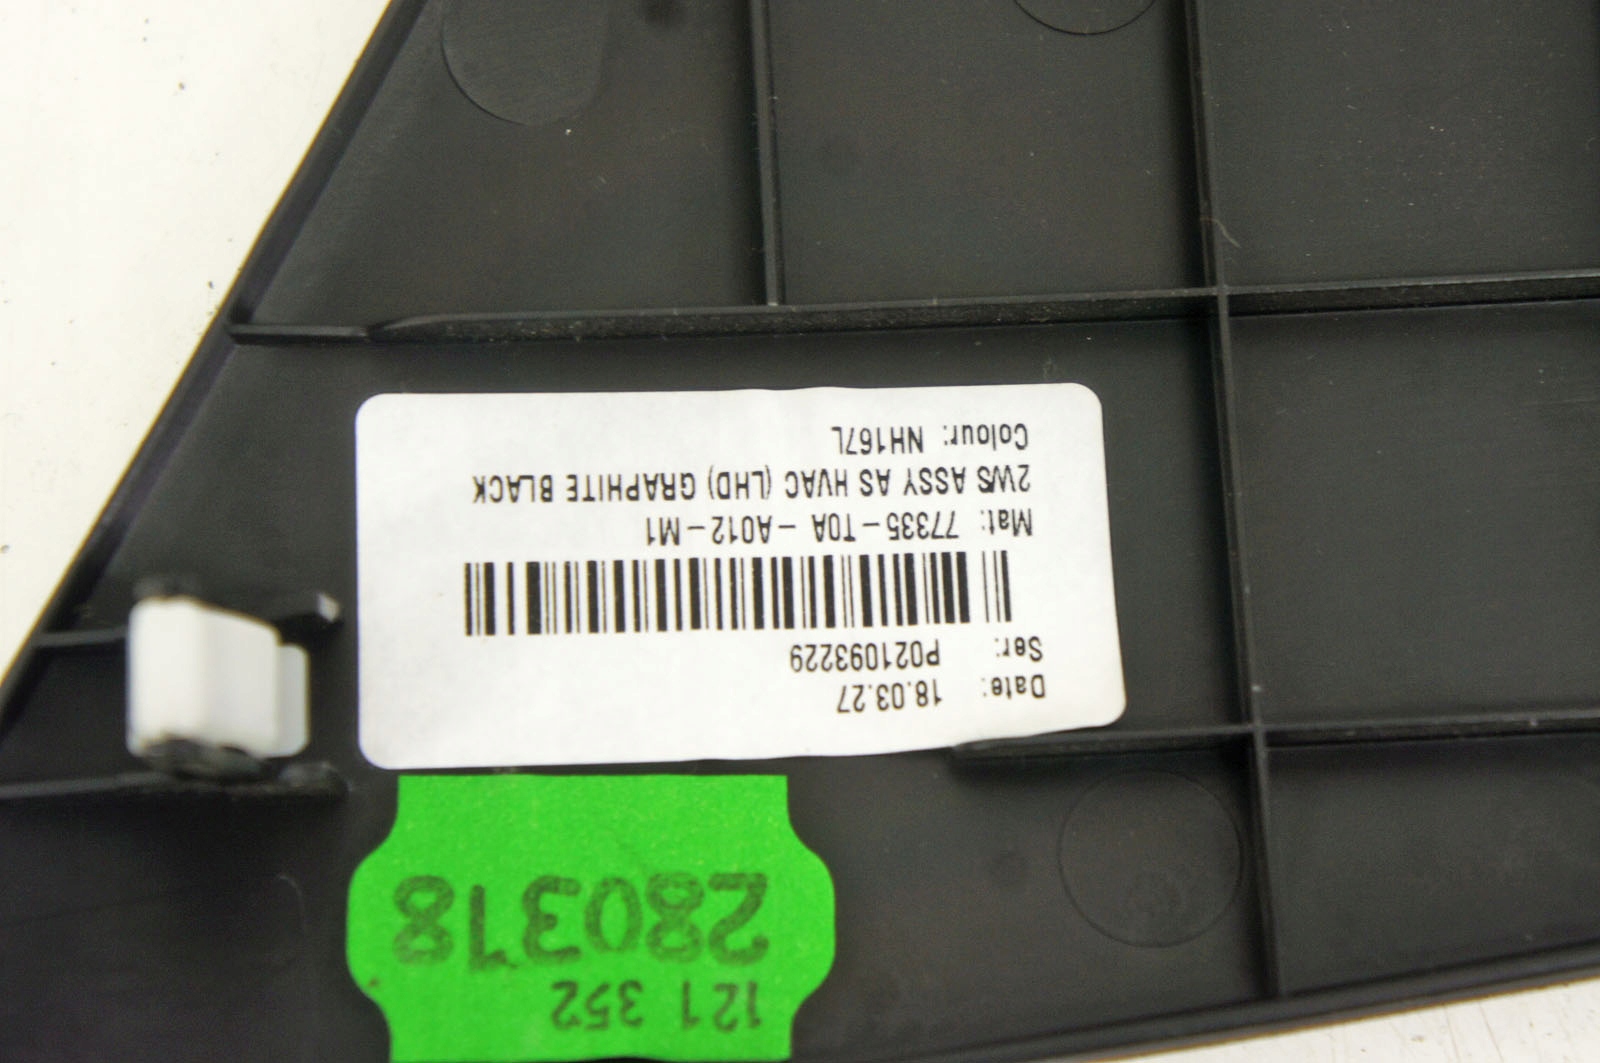 121 352
280318
Date: 18.03.27
Ser: P021093229
Mat: 77335-T0A-A012-M1
2WS ASSY AS HVAC (LHD) GRAPHITE BLACK
Colour: NH167L